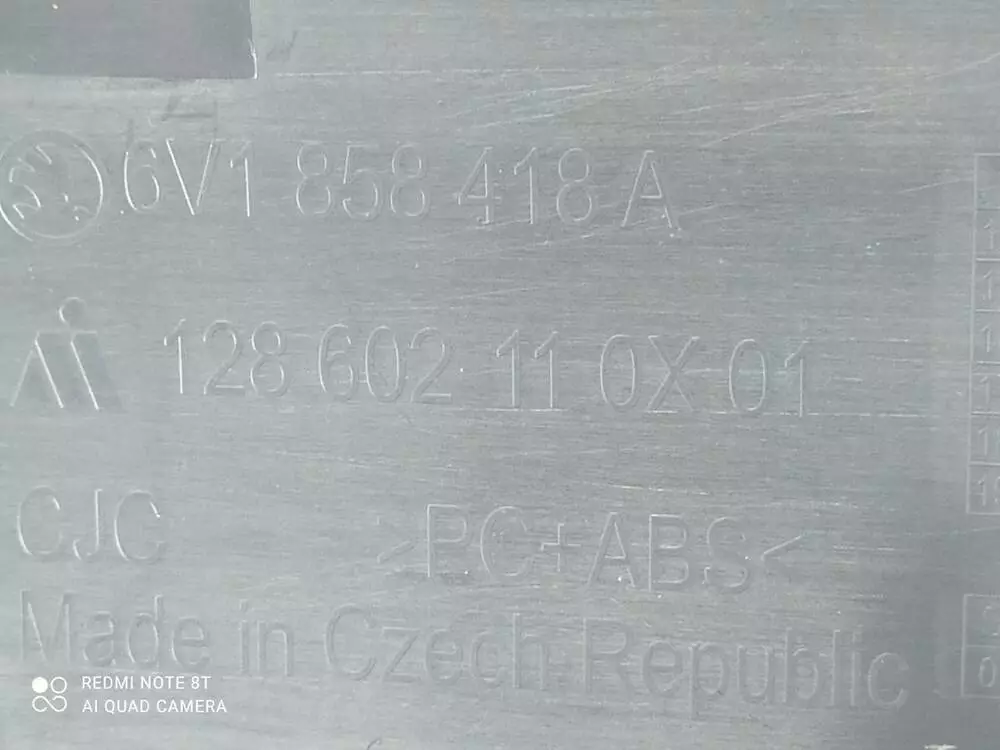 6V1 858 418 A
128 602 11 0X 01
CJC
>PC+ABS<
Made in Czech Republic
REDMI NOTE 8T
AI QUAD CAMERA